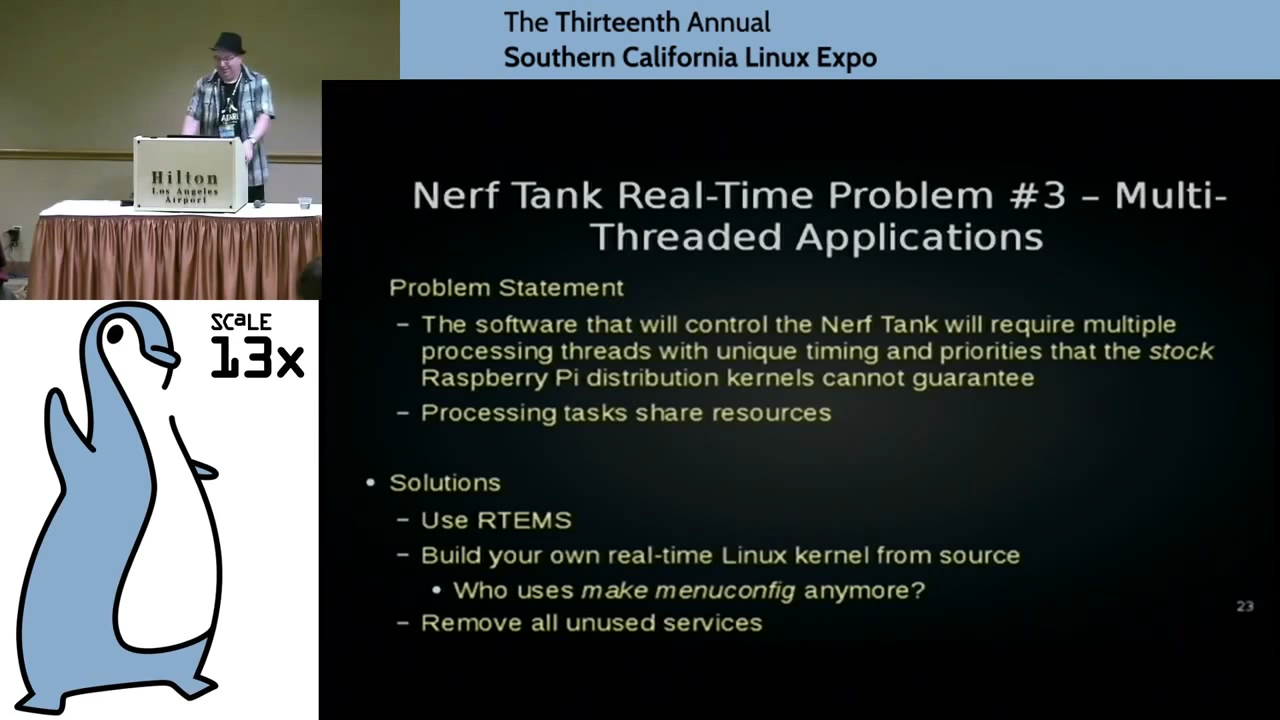 The Thirteenth Annual
Southern California Linux Expo
ATARI
Hilton
Los Angeles
Airport
SCaLE
13x
Nerf Tank Real-Time Problem #3 – Multi-
Threaded Applications
Problem Statement
– The software that will control the Nerf Tank will require multiple
processing threads with unique timing and priorities that the stock
Raspberry Pi distribution kernels cannot guarantee
– Processing tasks share resources
• Solutions
– Use RTEMS
– Build your own real-time Linux kernel from source
• Who uses make menuconfig anymore?
– Remove all unused services
23